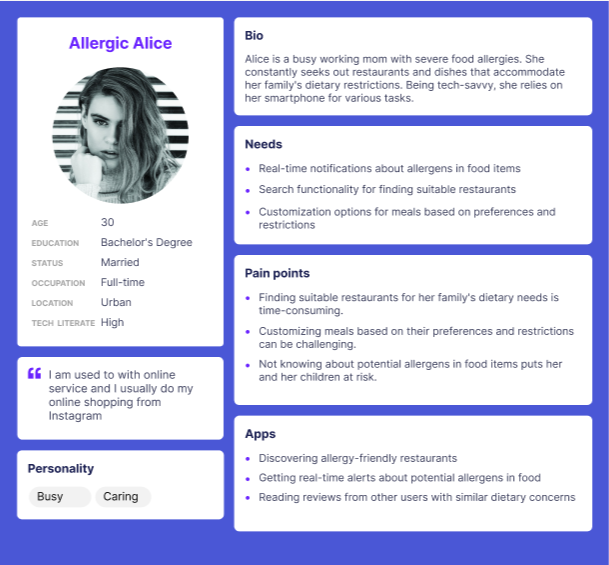 Allergic Alice
AGE 30
EDUCATION Bachelor's Degree
STATUS Married
OCCUPATION Full-time
LOCATION Urban
TECH LITERATE High
❝ I am used to with online
service and I usually do my
online shopping from
Instagram
Personality
Busy Caring
Bio
Alice is a busy working mom with severe food allergies. She
constantly seeks out restaurants and dishes that accommodate
her family's dietary restrictions. Being tech-savvy, she relies on
her smartphone for various tasks.
Needs
• Real-time notifications about allergens in food items
• Search functionality for finding suitable restaurants
• Customization options for meals based on preferences and
restrictions
Pain points
• Finding suitable restaurants for her family's dietary needs is
time-consuming.
• Customizing meals based on their preferences and restrictions
can be challenging.
• Not knowing about potential allergens in food items puts her
and her children at risk.
Apps
• Discovering allergy-friendly restaurants
• Getting real-time alerts about potential allergens in food
• Reading reviews from other users with similar dietary concerns